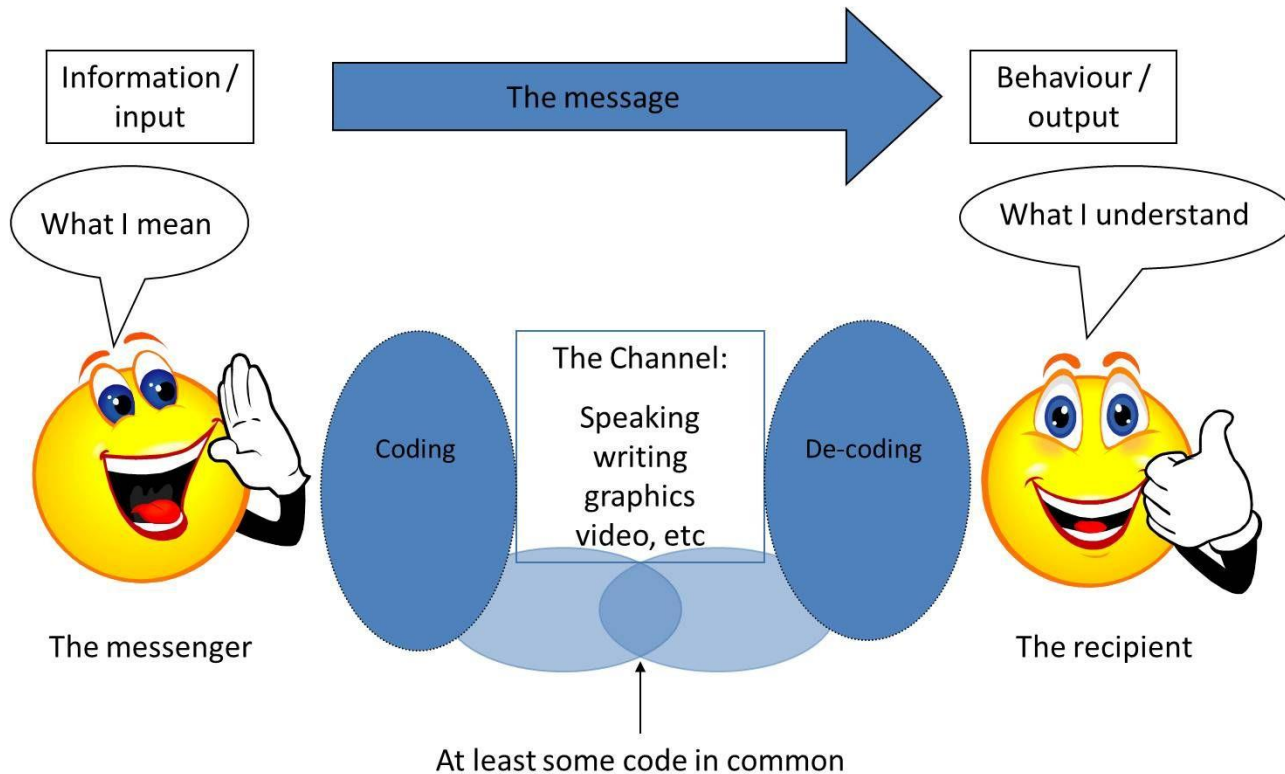 Information /
input
The message
Behaviour /
output
What I mean
What I understand
The Channel:
Speaking
writing
graphics
video, etc
Coding
De-coding
The messenger
The recipient
At least some code in common